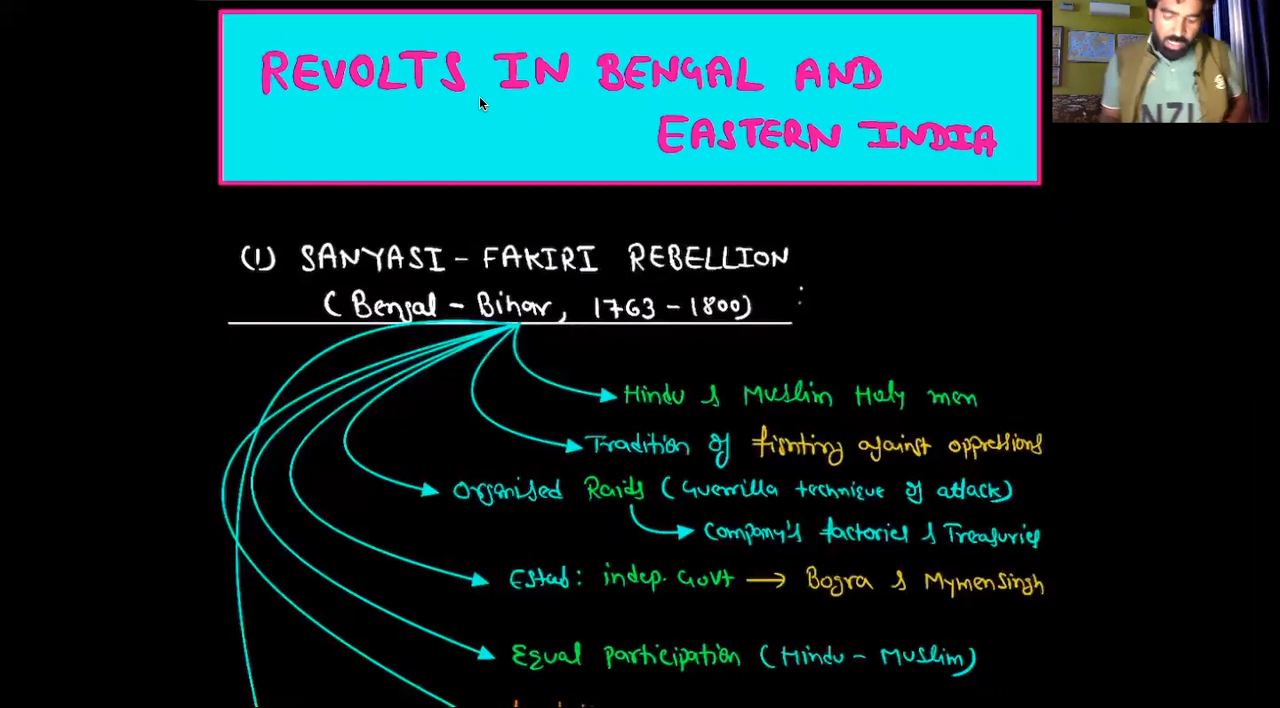 REVOLTS IN BENGAL AND
EASTERN INDIA
(1) SANYASI - FAKIRI REBELLION
(Bengal - Bihar, 1763-1800) :
Hindu & Muslim Holy men
Tradition of fighting against oppressions
Organised Raids (Guerrilla technique of attack)
Company's factories & Treasuries
Estab: indep. Govt → Bogra & Mymensingh
Equal participation (Hindu - Muslim)
NZL